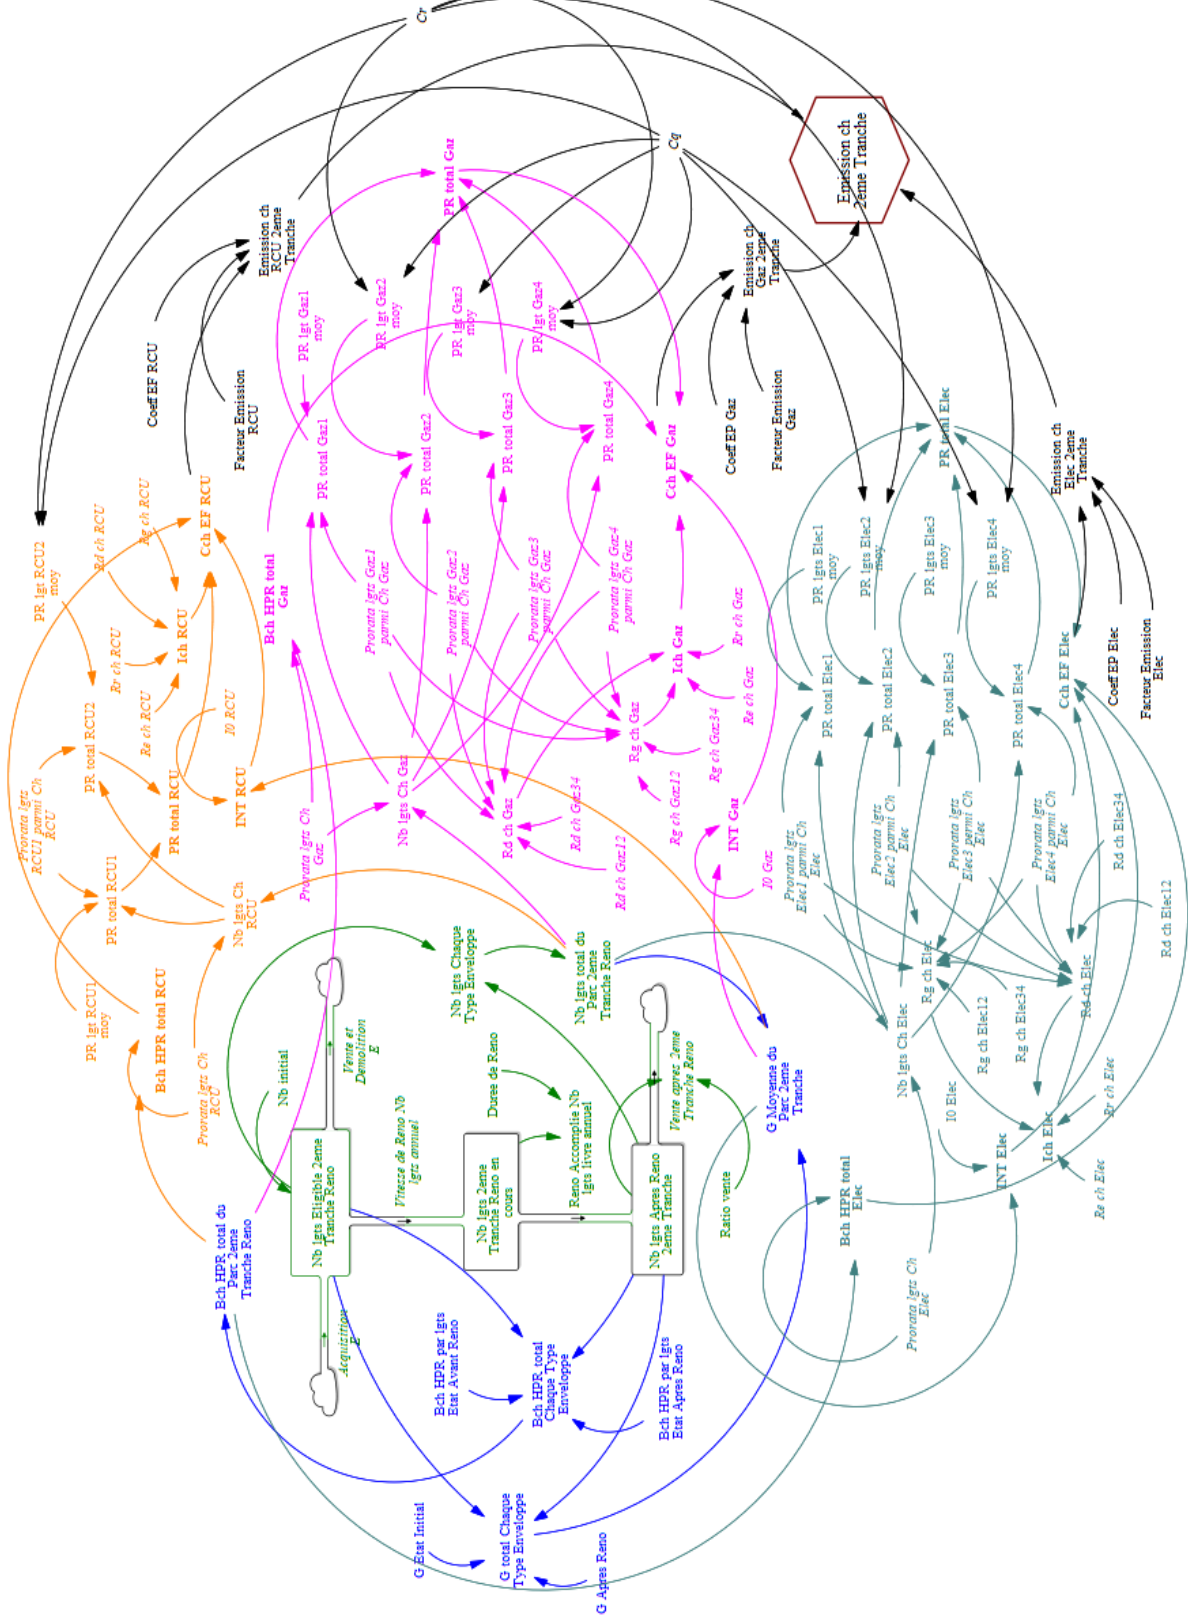 Cr
Cq
Emission ch
2eme Tranche
PR total Gaz
Emission ch
RCU 2eme
Tranche
Emission ch
Gaz 2eme
Tranche
Emission ch
Elec 2eme
Tranche
Coeff EF RCU
Facteur Emission
RCU
Coeff EP Gaz
Facteur Emission
Gaz
Coeff EP Elec
Facteur Emission
Elec
PR lgt Gaz1
moy
PR lgt Gaz2
moy
PR lgt Gaz3
moy
PR lgt Gaz4
moy
PR total Gaz1
PR total Gaz2
PR total Gaz3
PR total Gaz4
Cch EF Gaz
PR total Elec
PR lgt RCU2
moy
Rd ch RCU
Rg ch RCU
Cch EF RCU
Ich RCU
Rr ch RCU
Re ch RCU
I0 RCU
INT RCU
PR total RCU2
PR total RCU
Prorata lgts
RCU1 parmi Ch
RCU
PR total RCU1
Nb lgts Ch
RCU
PR lgt RCU1
moy
Bch HPR total RCU
Prorata lgts Ch
RCU
Bch HPR total
Gaz
Prorata lgts Gaz1
parmi Ch Gaz
Prorata lgts Gaz2
parmi Ch Gaz
Prorata lgts Gaz3
parmi Ch Gaz
Prorata lgts Gaz4
parmi Ch Gaz
Ich Gaz
Rr ch Gaz
Re ch Gaz
Rg ch Gaz
Rg ch Gaz34
Rg ch Gaz12
Rd ch Gaz
Rd ch Gaz34
Rd ch Gaz12
Nb lgts Ch Gaz
Prorata lgts Ch
Gaz
INT Gaz
I0 Gaz
PR lgts Elec1
moy
PR lgts Elec2
moy
PR lgts Elec3
moy
PR lgts Elec4
moy
PR total Elec1
PR total Elec2
PR total Elec3
PR total Elec4
Cch EF Elec
Prorata lgts
Elec1 parmi Ch
Elec
Prorata lgts
Elec2 parmi Ch
Elec
Prorata lgts
Elec3 permi Ch
Elec
Prorata lgts
Elec4 parmi Ch
Elec
Rd ch Elec34
Rd ch Elec12
Rd ch Elec
Rg ch Elec
Rg ch Elec12
Rg ch Elec34
Nb lgts Ch Elec
I0 Elec
INT Elec
Ich Elec
Rr ch Elec
Re ch Elec
Bch HPR total
Elec
Prorata lgts Ch
Elec
Nb initial
Vente et
Demolition
E
Nb lgts Chaque
Type Enveloppe
Nb lgts total du
Parc 2eme
Tranche Reno
Duree de Reno
Vitesse de Reno Nb
lgts annuel
Reno Accomplie Nb
lgts livre annuel
Vente apres 2eme
Tranche Reno
Ratio vente
Nb lgts Eligible 2eme
Tranche Reno
Nb lgts 2eme
Tranche Reno en
cours
Nb lgts Apres Reno
2eme Tranche
Acquisition
E
G Moyenne du
Parc 2eme
Tranche
Bch HPR total du
Parc 2eme
Tranche Reno
Bch HPR par lgts
Etat Avant Reno
Bch HPR total
Chaque Type
Enveloppe
Bch HPR par lgts
Etat Apres Reno
G Etat Initial
G total Chaque
Type Enveloppe
G Apres Reno